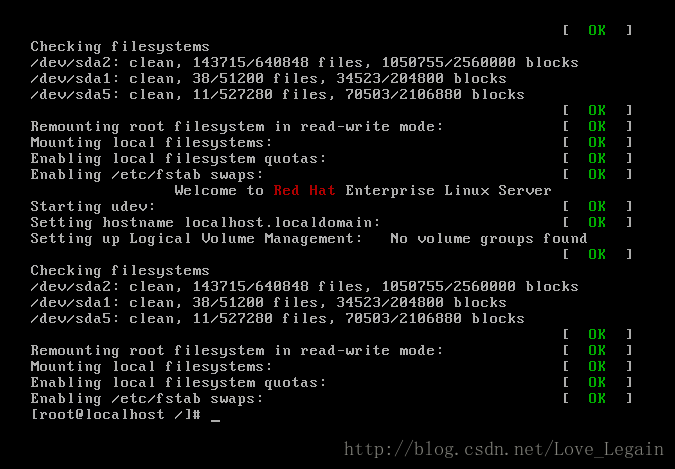 [  OK  ]
Checking filesystems
/dev/sda2: clean, 143715/640848 files, 1050755/2560000 blocks
/dev/sda1: clean, 38/51200 files, 34523/204800 blocks
/dev/sda5: clean, 11/527280 files, 70503/2106880 blocks
[  OK  ]
Remounting root filesystem in read-write mode: [  OK  ]
Mounting local filesystems: [  OK  ]
Enabling local filesystem quotas: [  OK  ]
Enabling /etc/fstab swaps: [  OK  ]
Welcome to Red Hat Enterprise Linux Server
Starting udev: [  OK  ]
Setting hostname localhost.localdomain: [  OK  ]
Setting up Logical Volume Management:   No volume groups found
[  OK  ]
Checking filesystems
/dev/sda2: clean, 143715/640848 files, 1050755/2560000 blocks
/dev/sda1: clean, 38/51200 files, 34523/204800 blocks
/dev/sda5: clean, 11/527280 files, 70503/2106880 blocks
[  OK  ]
Remounting root filesystem in read-write mode: [  OK  ]
Mounting local filesystems: [  OK  ]
Enabling local filesystem quotas: [  OK  ]
Enabling /etc/fstab swaps: [  OK  ]
[root@localhost /]# _
http://blog.csdn.net/Love_Legain